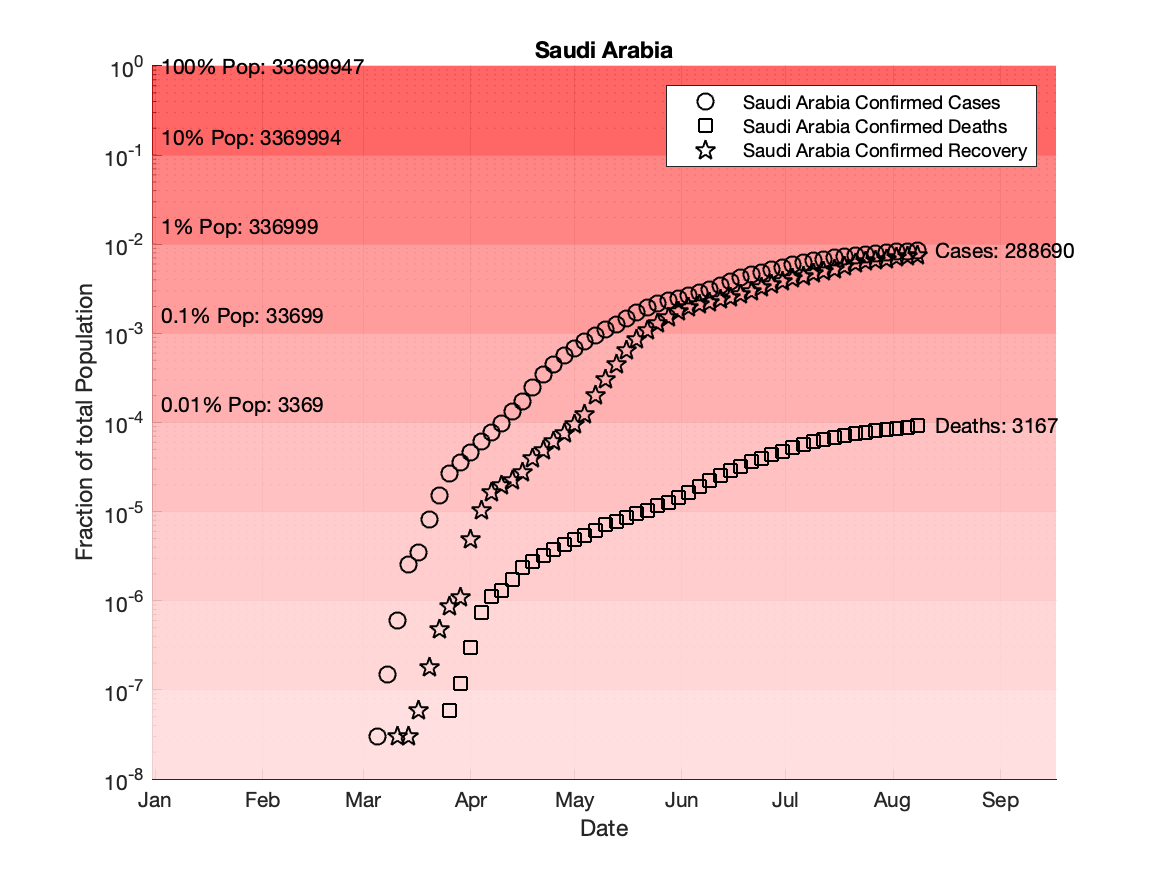 Saudi Arabia
10^0
100% Pop: 33699947
Saudi Arabia Confirmed Cases
Saudi Arabia Confirmed Deaths
Saudi Arabia Confirmed Recovery
10% Pop: 3369994
10^-1
1% Pop: 336999
10^-2
Cases: 288690
0.1% Pop: 33699
10^-3
0.01% Pop: 3369
10^-4
Deaths: 3167
10^-5
10^-6
10^-7
10^-8
Fraction of total Population
Jan Feb Mar Apr May Jun Jul Aug Sep
Date